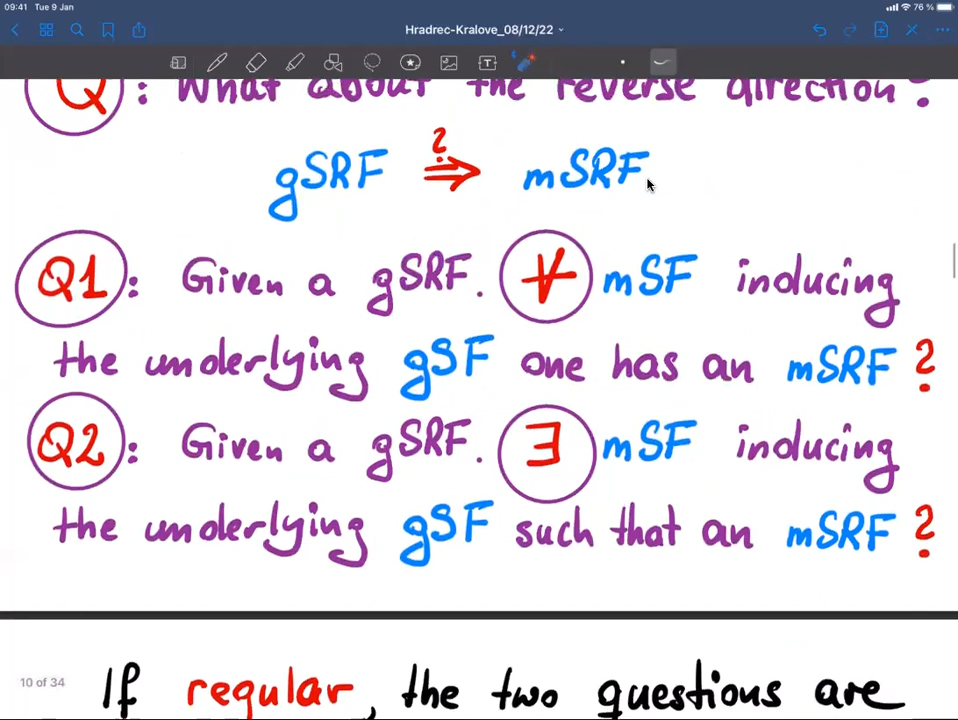 09:41 Tue 9 Jan
76 %
Hradrec-Kralove_08/12/22
Q: What about the reverse direction?
?
gSRF ⇒ mSRF
Q1: Given a gSRF. ∀ mSF inducing
the underlying gSF one has an mSRF?
Q2: Given a gSRF. ∃ mSF inducing
the underlying gSF such that an mSRF?
10 of 34
If regular, the two questions are